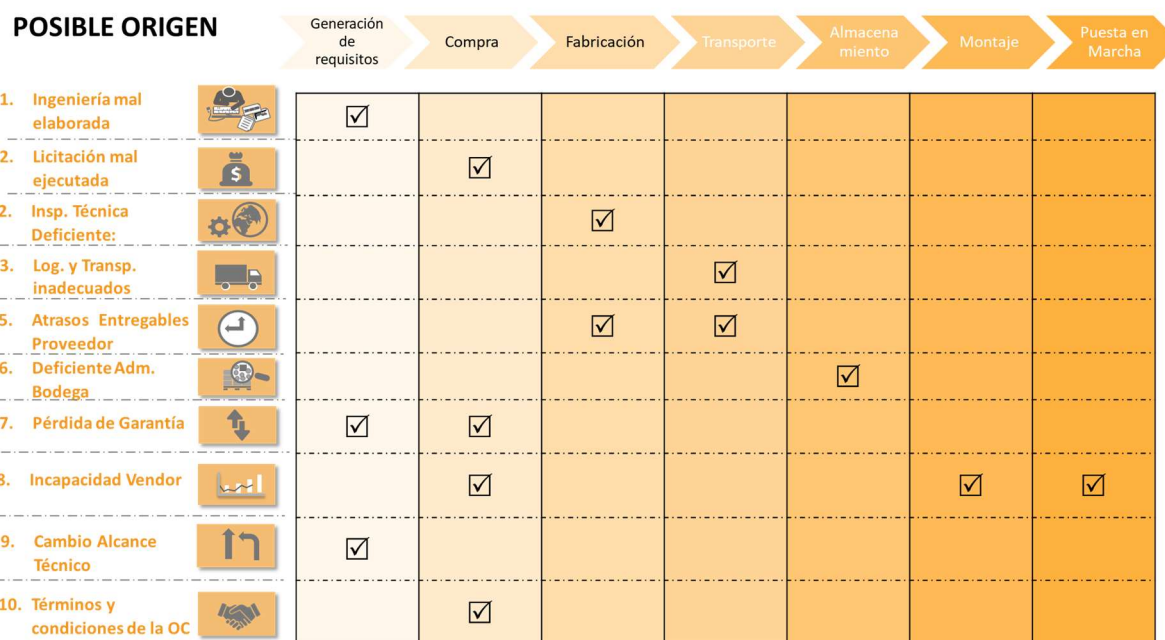 POSIBLE ORIGEN
Generación
de
requisitos
Compra
Fabricación
Transporte
Almacena
miento
Montaje
Puesta en
Marcha
1. Ingeniería mal
elaborada
2. Licitación mal
ejecutada
$
2. Insp. Técnica
Deficiente:
3. Log. y Transp.
inadecuados
5. Atrasos Entregables
Proveedor
6. Deficiente Adm.
Bodega
7. Pérdida de Garantía
8. Incapacidad Vendor
9. Cambio Alcance
Técnico
10. Términos y
condiciones de la OC